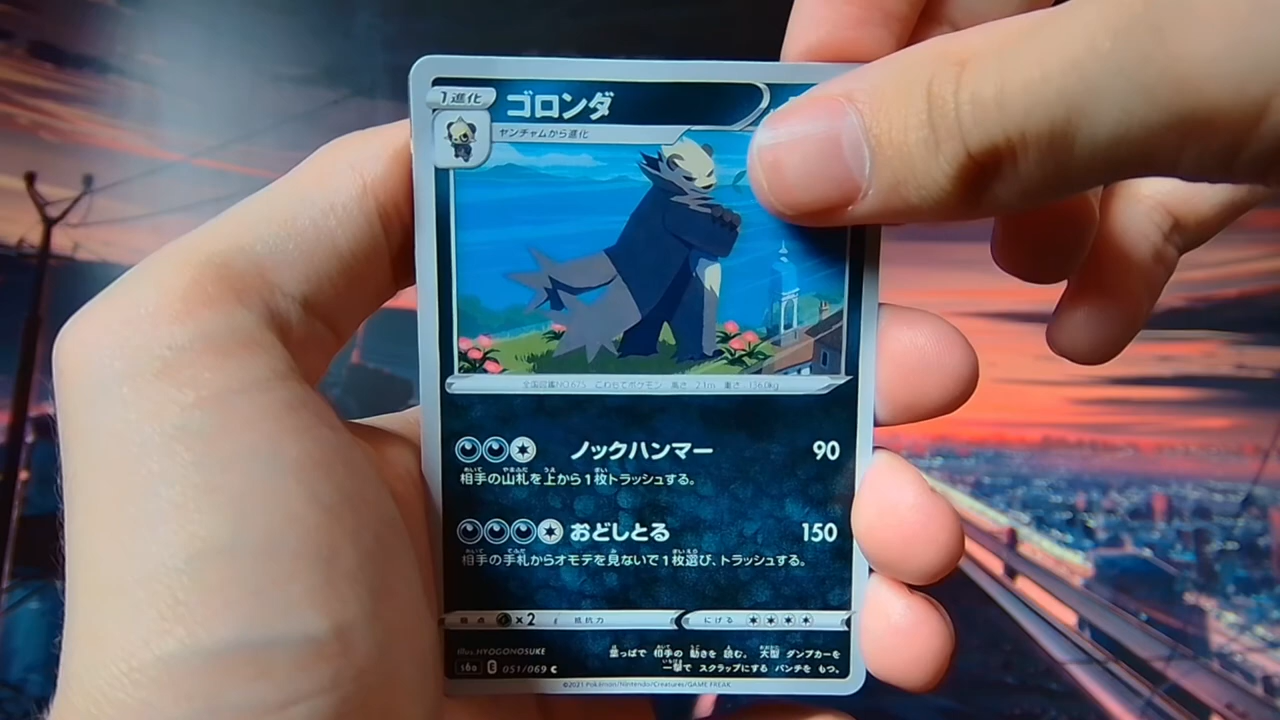 1進化
ゴロンダ
ヤンチャムから進化
全国図鑑 NO.675 こわもてポケモン 高さ 2.1m 重さ 136.0kg
ノックハンマー 90
相手の山札を上から1枚トラッシュする。
おどしとる 150
相手の手札からオモテを見ないで1枚選び、トラッシュする。
弱点 ×2 抵抗力 にげる
葉っぱで 相手の 動きを 読む。 大型 ダンプカーを
一撃で スクラップにする パンチを もつ。
Illus. HYOGONOSUKE
s6a E 051/069 C
©2021 Pokémon/Nintendo/Creatures/GAME FREAK